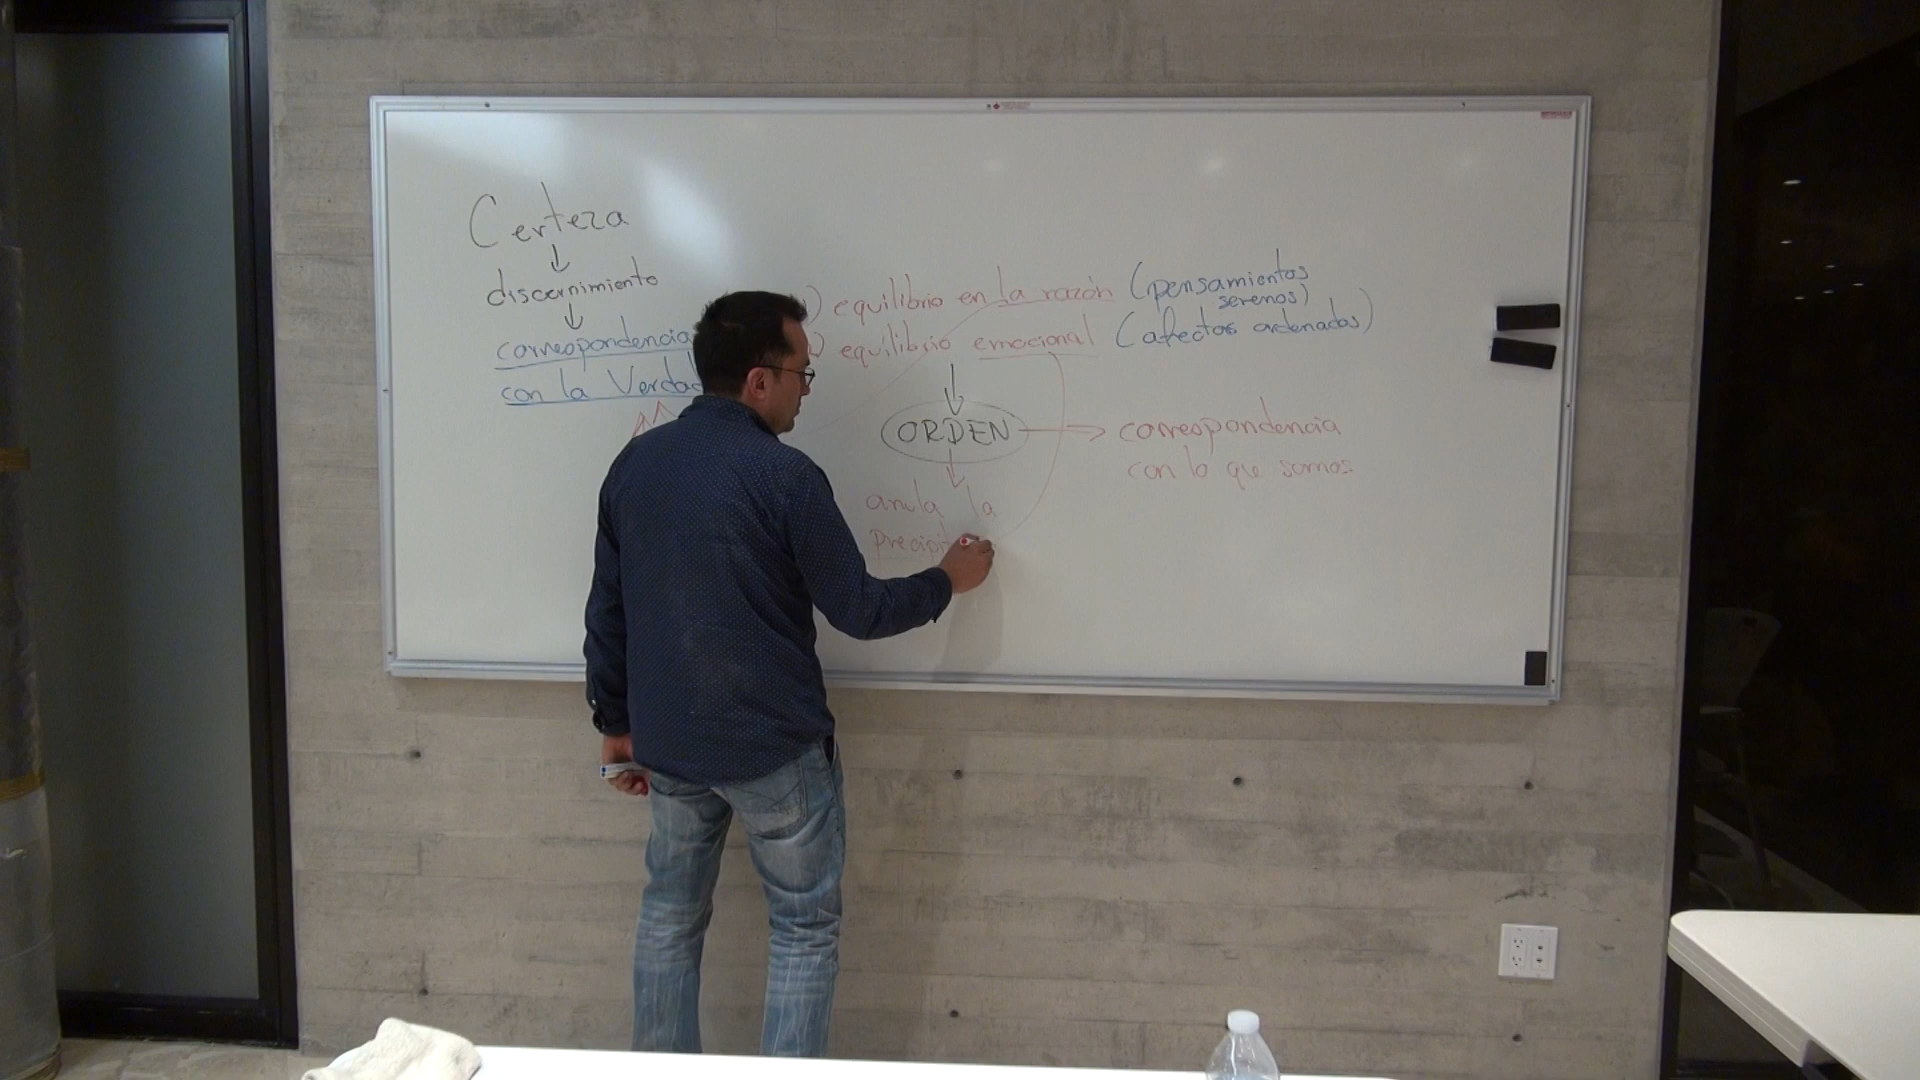 Certeza
discernimiento
correspondencia
con la Verdad
) equilibrio en la razón (pensamientos
serenos)
) equilibrio emocional (afectos ordenados)
ORDEN
correspondencia
con lo que somos
anula la
precipit